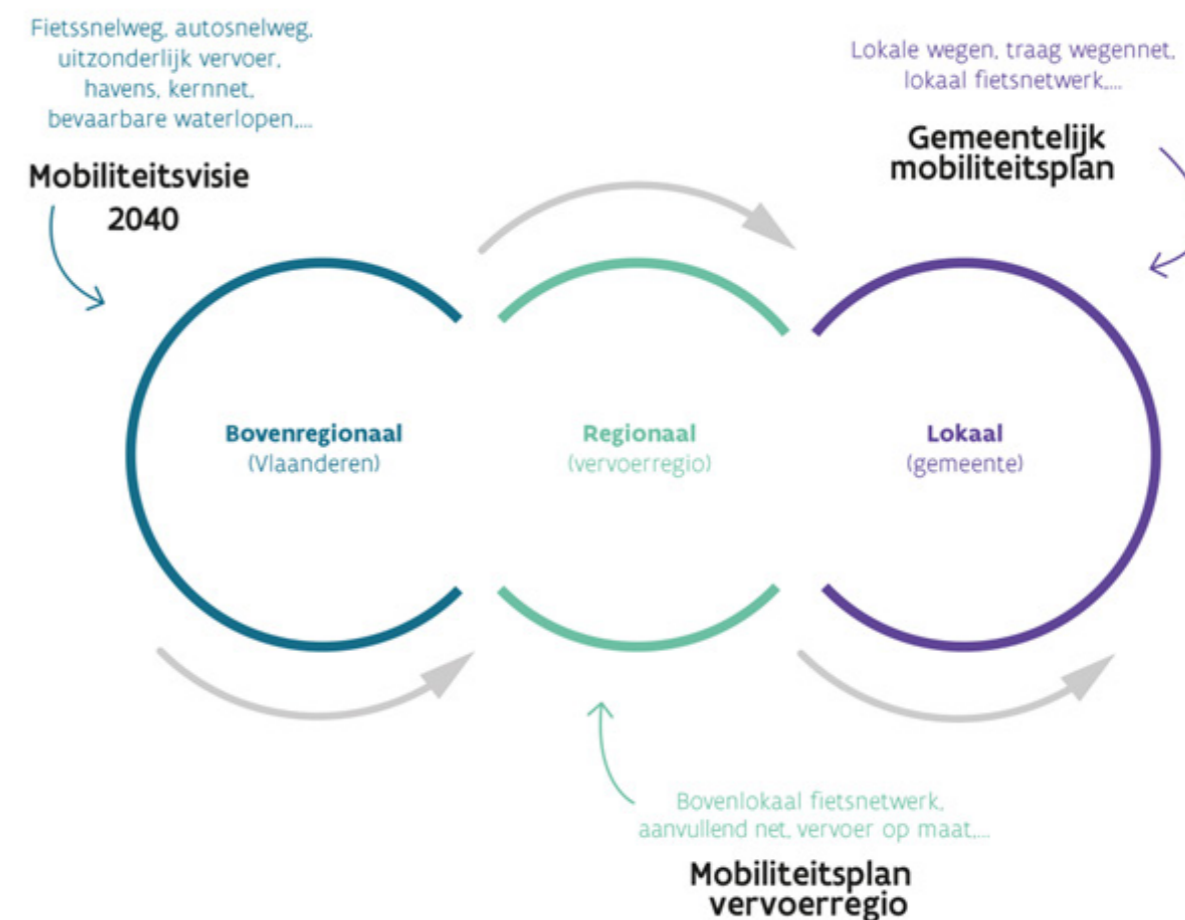 Fietssnelweg, autosnelweg,
uitzonderlijk vervoer,
havens, kernnet,
bevaarbare waterlopen,...
Mobiliteitsvisie
2040
Lokale wegen, traag wegennet,
lokaal fietsnetwerk,...
Gemeentelijk
mobiliteitsplan
Bovenregionaal
(Vlaanderen)
Regionaal
(vervoerregio)
Lokaal
(gemeente)
Bovenlokaal fietsnetwerk,
aanvullend net, vervoer op maat,...
Mobiliteitsplan
vervoerregio